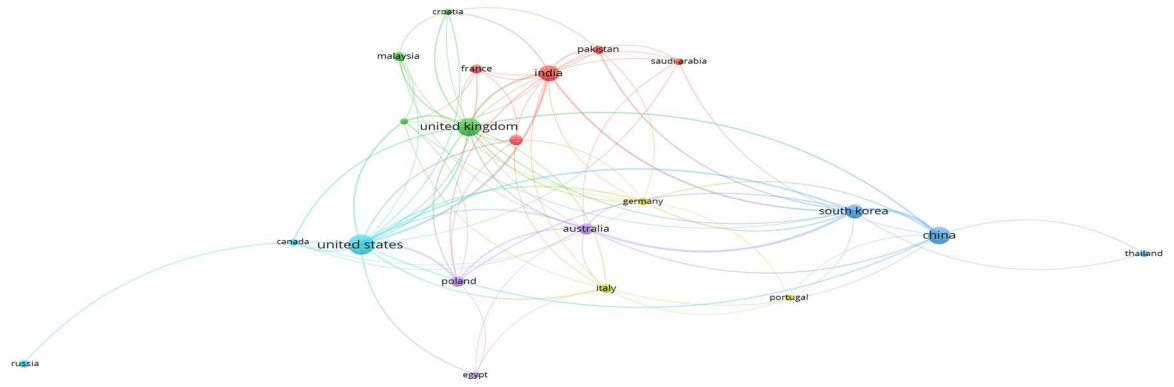 croatia
pakistan
malaysia
saudi arabia
france
india
united kingdom
germany
south korea
australia
china
canada
united states
thailand
poland
italy
portugal
russia
egypt